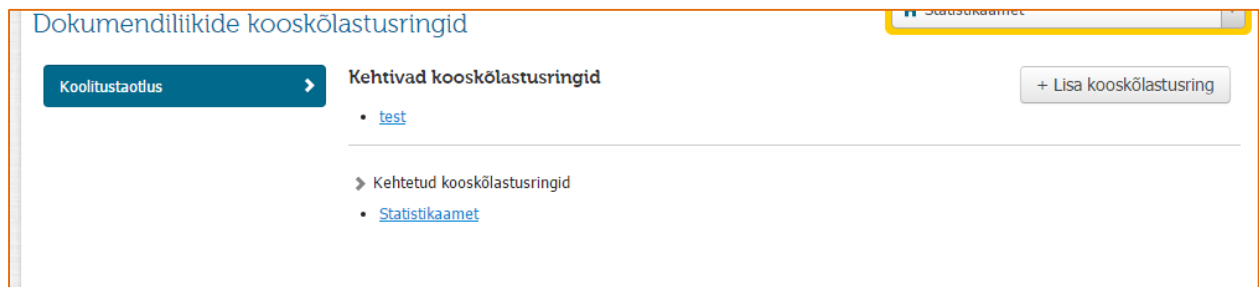 Dokumendiliikide kooskõlastusringid
Statistikaamet
Koolitustaotlus
Kehtivad kooskõlastusringid
+ Lisa kooskõlastusring
test
Kehtetud kooskõlastusringid
Statistikaamet